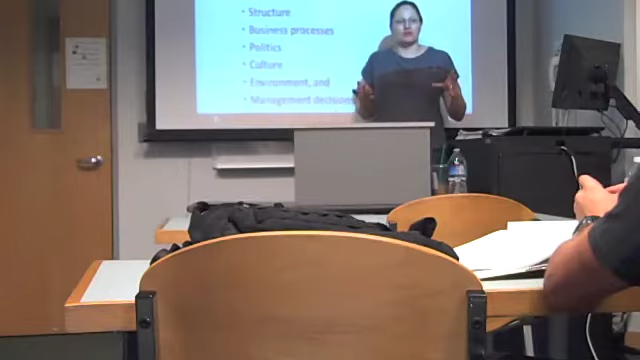 • Structure
• Business processes
• Politics
• Culture
• Environment, and
• Management decisions